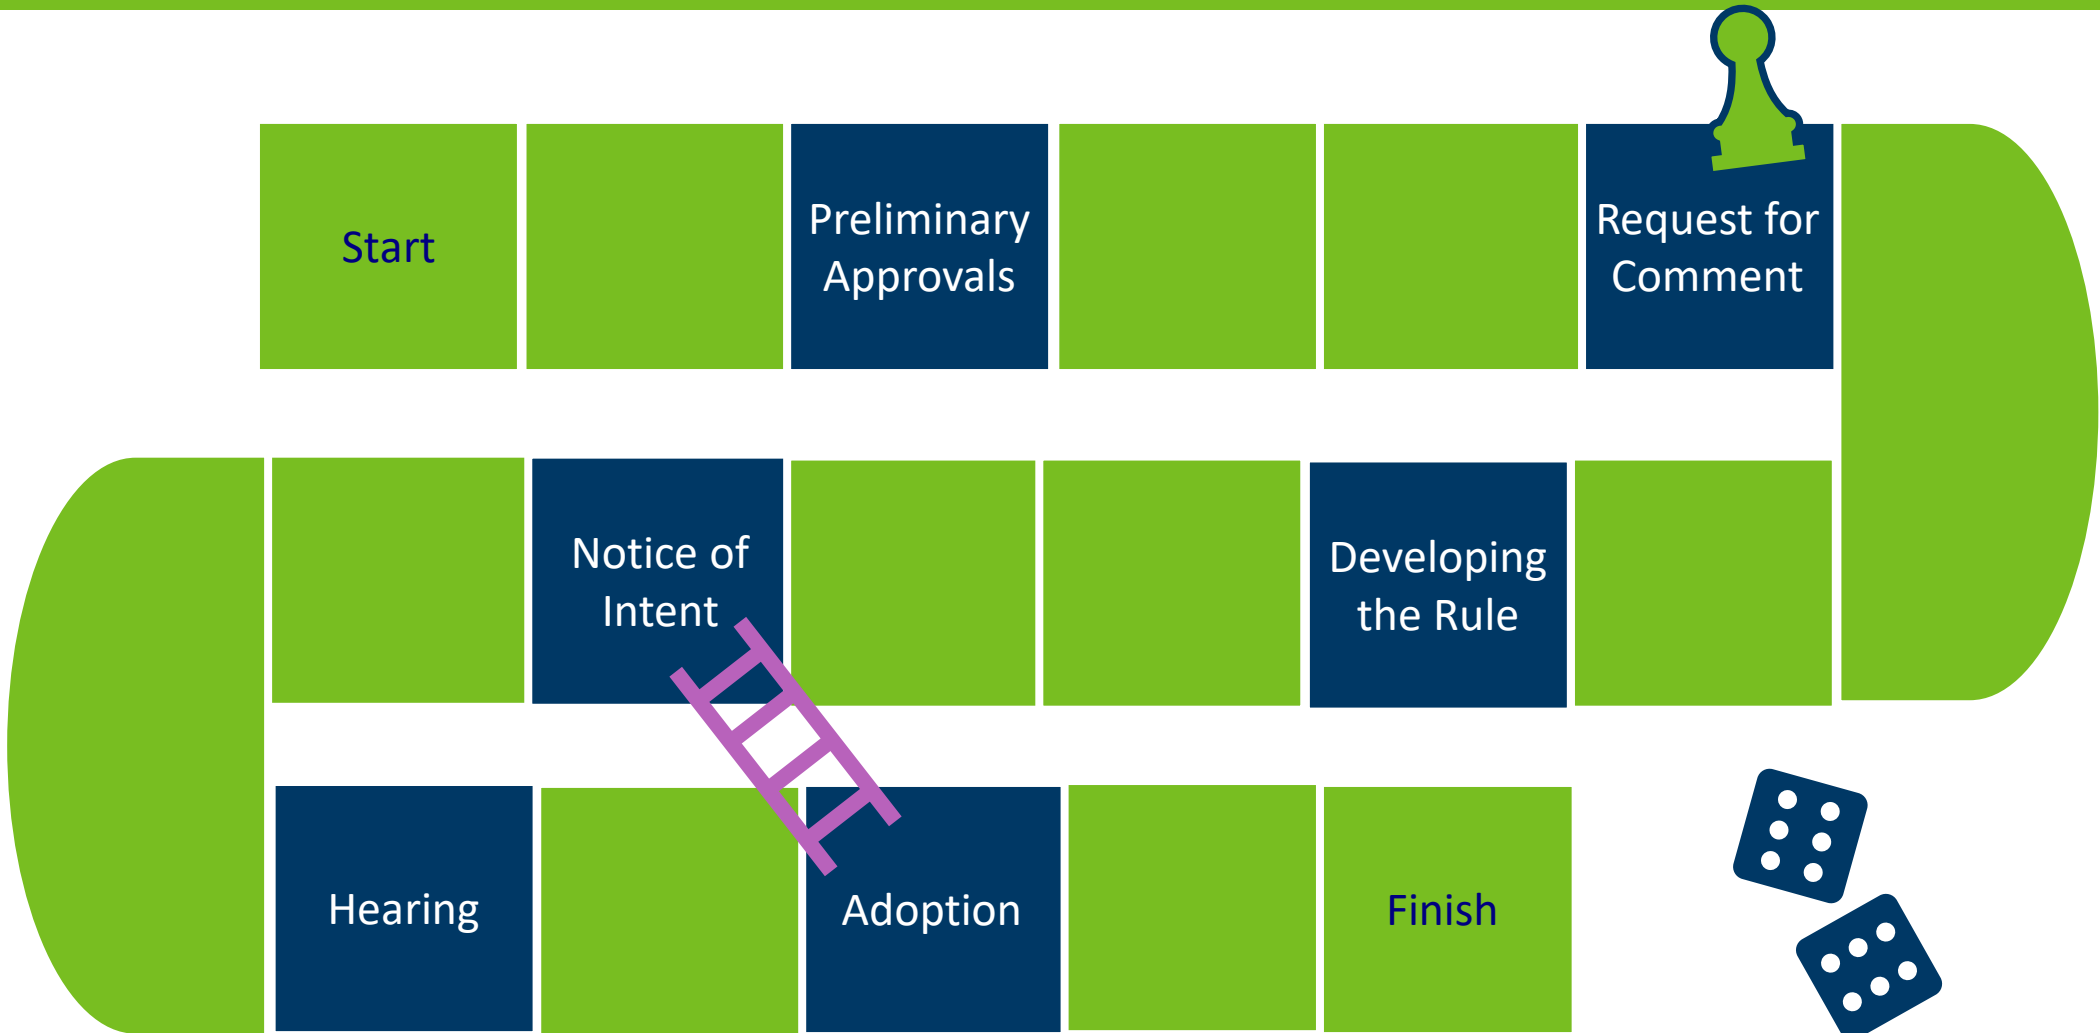 Start
Preliminary
Approvals
Request for
Comment
Notice of
Intent
Developing
the Rule
Hearing
Adoption
Finish